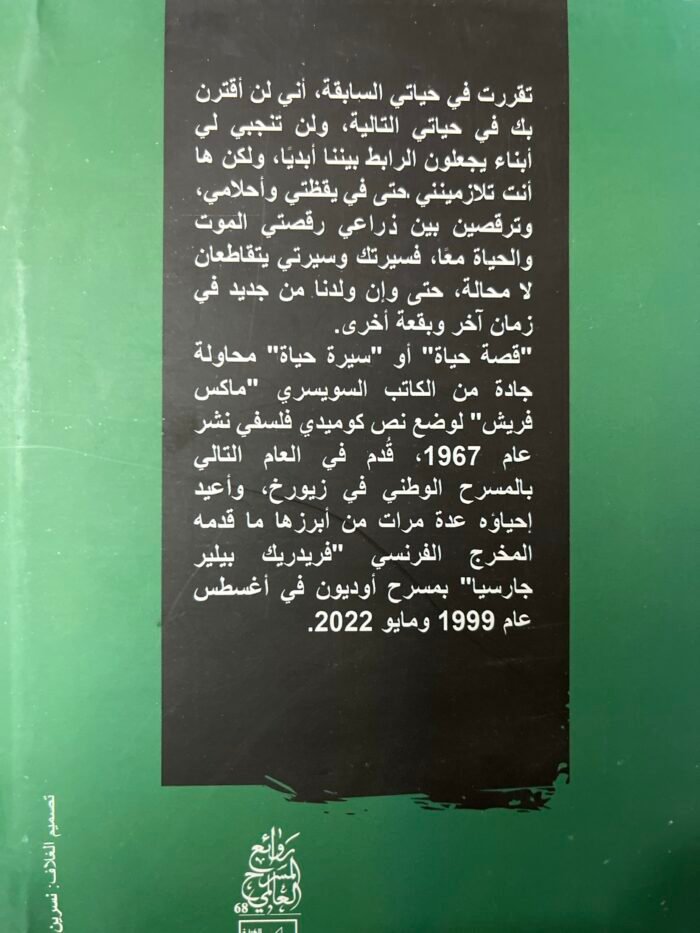 تقررت في حياتي السابقة، أني لن أقترن
بك في حياتي التالية، ولن تنجبي لي
أبناء يجعلون الرابط بيننا أبديًا، ولكن ها
أنت تلازمينني حتى في يقظتي وأحلامي،
وترقصين بين ذراعي رقصتي الموت
والحياة معًا، فسيرتك وسيرتي يتقاطعان
لا محالة، حتى وإن ولدنا من جديد في
زمان آخر وبقعة أخرى.
"قصة حياة" أو "سيرة حياة" محاولة
جادة من الكاتب السويسري "ماكس
فريش" لوضع نص كوميدي فلسفي نشر
عام 1967، قُدم في العام التالي
بالمسرح الوطني في زيورخ، وأعيد
إحياؤه عدة مرات من أبرزها ما قدمه
المخرج الفرنسي "فريدريك بيلير
جارسيا" بمسرح أوديون في أغسطس
عام 1999 ومايو 2022.
تصميم الغلاف: نسرين
روائع
المسرح
العالمي
68